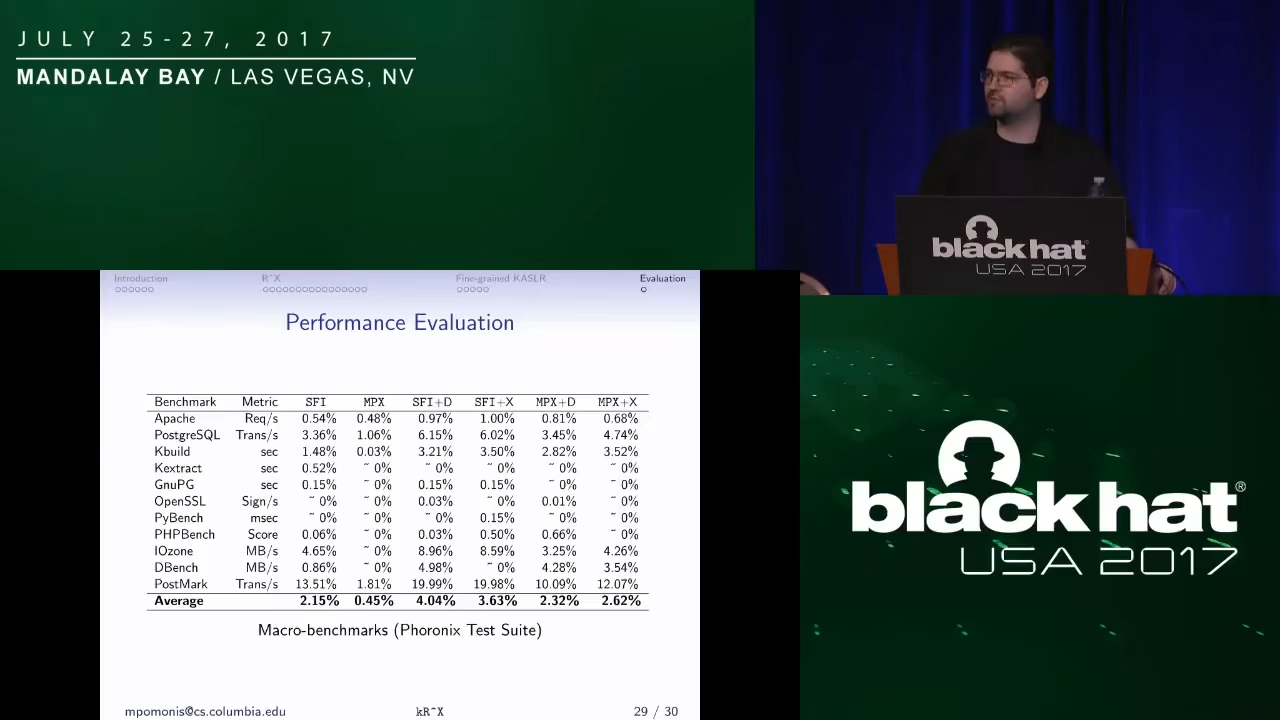 JULY 25-27, 2017
MANDALAY BAY / LAS VEGAS, NV
black hat
USA 2017
Introduction R^X Fine-grained KASLR Evaluation
Performance Evaluation
Benchmark Metric SFI MPX SFI+D SFI+X MPX+D MPX+X
Apache Req/s 0.54% 0.48% 0.97% 1.00% 0.81% 0.68%
PostgreSQL Trans/s 3.36% 1.06% 6.15% 6.02% 3.45% 4.74%
Kbuild sec 1.48% 0.03% 3.21% 3.50% 2.82% 3.52%
Kextract sec 0.52% ~ 0% ~ 0% ~ 0% ~ 0% ~ 0%
GnuPG sec 0.15% ~ 0% 0.15% 0.15% ~ 0% ~ 0%
OpenSSL Sign/s ~ 0% ~ 0% 0.03% ~ 0% 0.01% ~ 0%
PyBench msec ~ 0% ~ 0% ~ 0% 0.15% ~ 0% ~ 0%
PHPBench Score 0.06% ~ 0% 0.03% 0.50% 0.66% ~ 0%
IOzone MB/s 4.65% ~ 0% 8.96% 8.59% 3.25% 4.26%
DBench MB/s 0.86% ~ 0% 4.98% ~ 0% 4.28% 3.54%
PostMark Trans/s 13.51% 1.81% 19.99% 19.98% 10.09% 12.07%
Average 2.15% 0.45% 4.04% 3.63% 2.32% 2.62%
Macro-benchmarks (Phoronix Test Suite)
mpomonis@cs.columbia.edu kR^X 29 / 30
black hat®
USA 2017